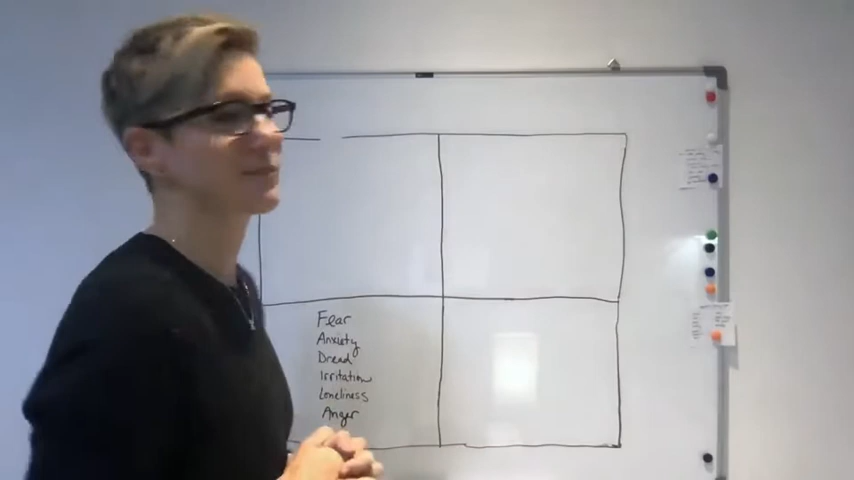 Fear
Anxiety
Dread
Irritation
Loneliness
Anger